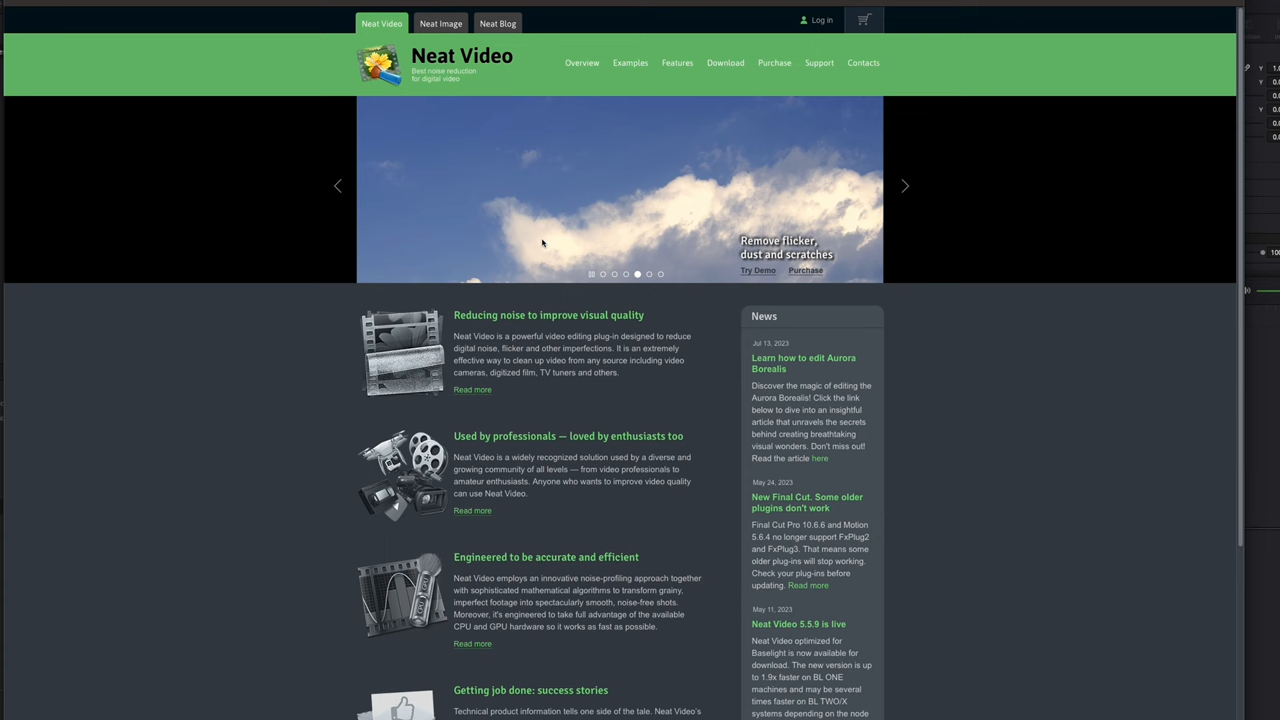 Neat Video
Neat Image
Neat Blog
Log in
Neat Video
Best noise reduction
for digital video
Overview
Examples
Features
Download
Purchase
Support
Contacts
Remove flicker,
dust and scratches
Try Demo
Purchase
Reducing noise to improve visual quality
Neat Video is a powerful video editing plug-in designed to reduce
digital noise, flicker and other imperfections. It is an extremely
effective way to clean up video from any source including video
cameras, digitized film, TV tuners and others.
Read more
Used by professionals — loved by enthusiasts too
Neat Video is a widely recognized solution used by a diverse and
growing community of all levels — from video professionals to
amateur enthusiasts. Anyone who wants to improve video quality
can use Neat Video.
Read more
Engineered to be accurate and efficient
Neat Video employs an innovative noise-profiling approach together
with sophisticated mathematical algorithms to transform grainy,
imperfect footage into spectacularly smooth, noise-free shots.
Moreover, it's engineered to take full advantage of the available
CPU and GPU hardware so it works as fast as possible.
Read more
Getting job done: success stories
Technical product information tells one side of the tale. Neat Video's
News
Jul 13, 2023
Learn how to edit Aurora
Borealis
Discover the magic of editing the
Aurora Borealis! Click the link
below to dive into an insightful
article that unravels the secrets
behind creating breathtaking
visual wonders. Don't miss out!
Read the article here
May 24, 2023
New Final Cut. Some older
plugins don't work
Final Cut Pro 10.6.6 and Motion
5.6.4 no longer support FxPlug2
and FxPlug3. That means some
older plug-ins will stop working.
Check your plug-ins before
updating. Read more
May 11, 2023
Neat Video 5.5.9 is live
Neat Video optimized for
Baselight is now available for
download. The new version is up
to 1.9x faster on BL ONE
machines and may be several
times faster on BL TWO/X
systems depending on the node
Y 1.0
Y 0.0
Y 0.0
Y 0.0
0.0
0.0
100